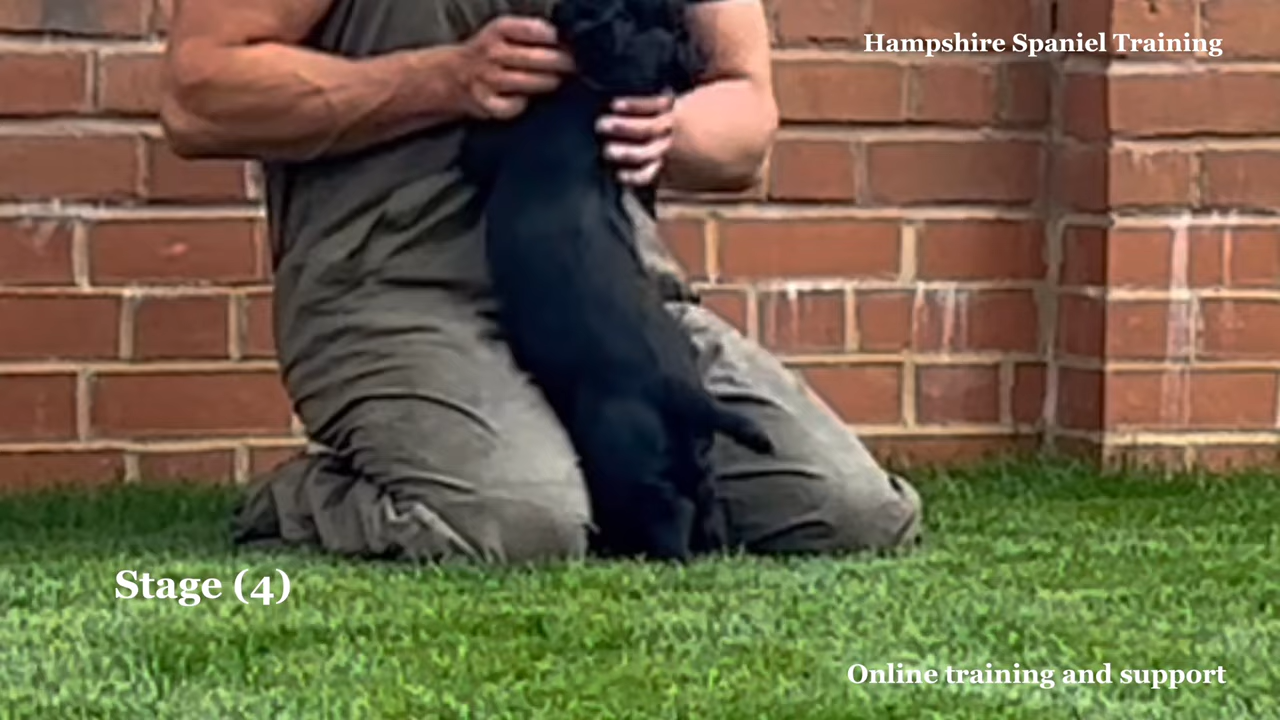 Hampshire Spaniel Training
Stage (4)
Online training and support